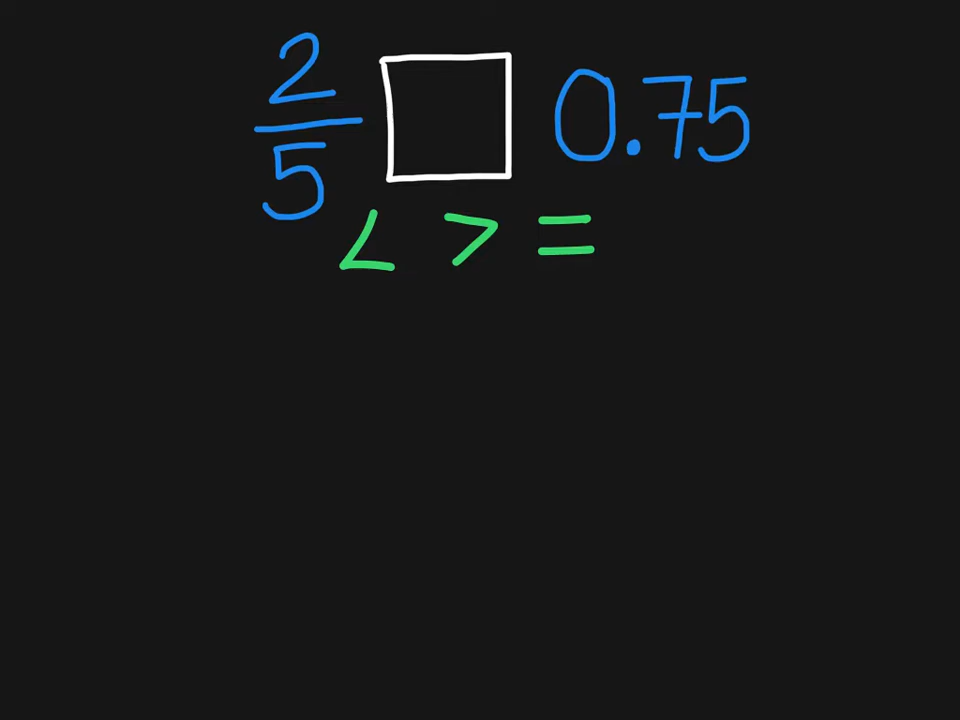 2/5 □ 0.75
< > =